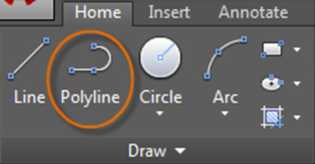 Home Insert Annotate
Line Polyline Circle Arc
Draw